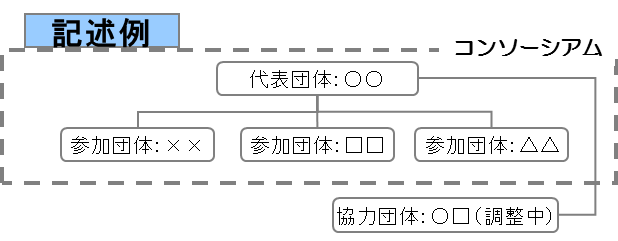 記述例
コンソーシアム
代表団体:○○
参加団体:××
参加団体:□□
参加団体:△△
協力団体:○□(調整中)